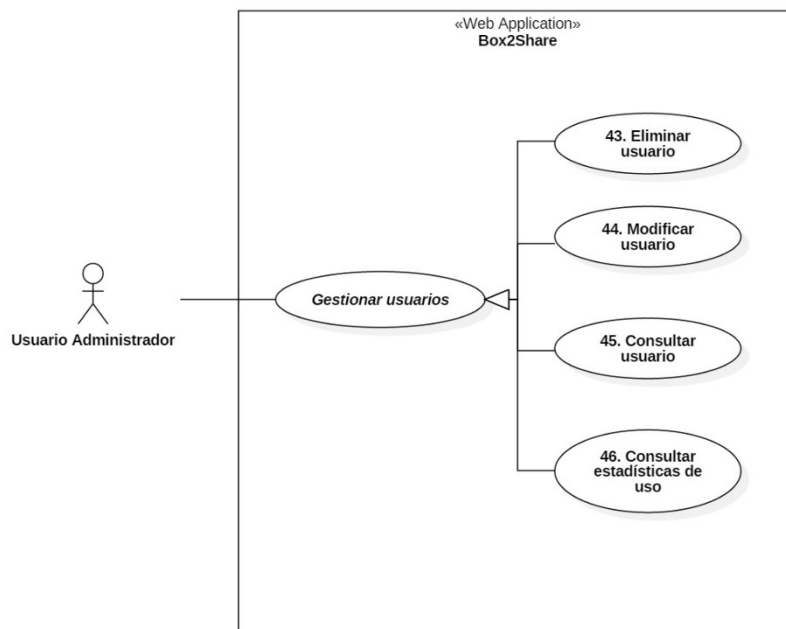 «Web Application»
Box2Share
43. Eliminar
usuario
44. Modificar
usuario
Gestionar usuarios
Usuario Administrador
45. Consultar
usuario
46. Consultar
estadísticas de
uso